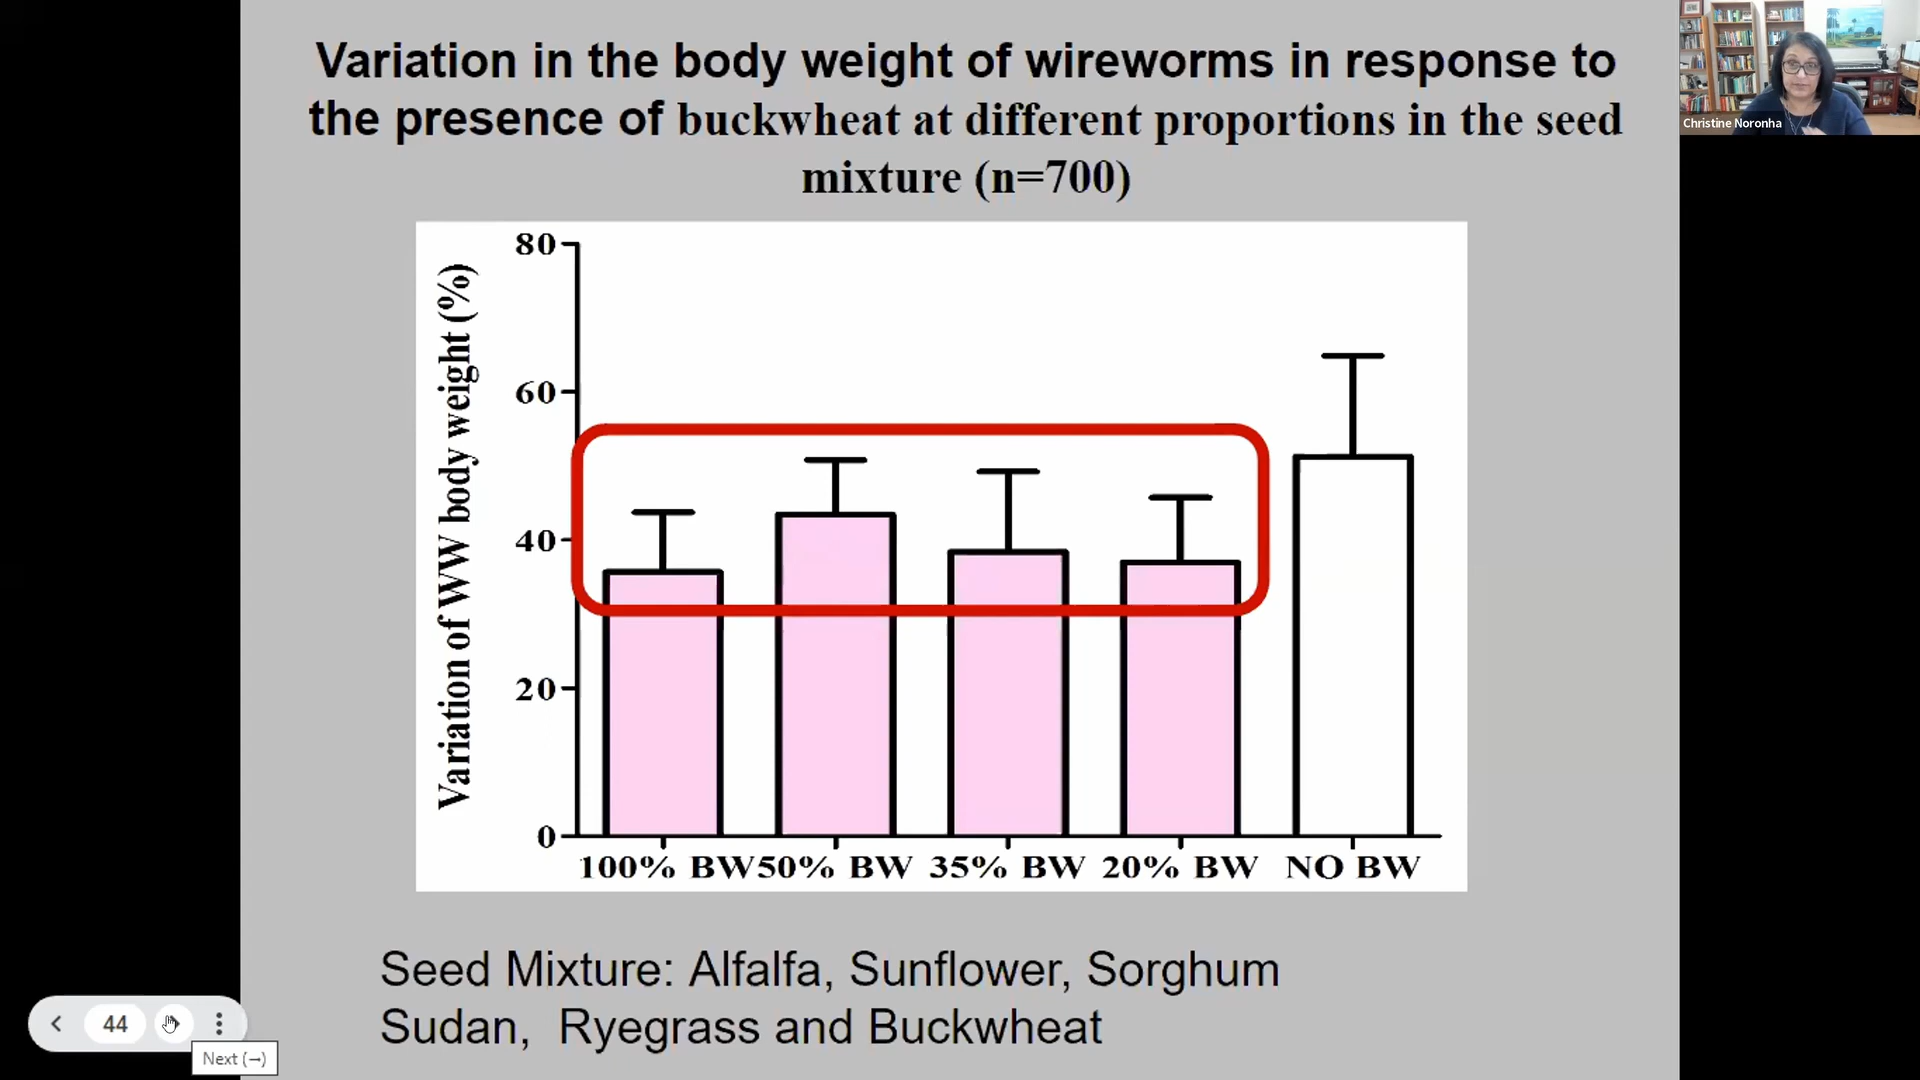 Variation in the body weight of wireworms in response to
the presence of buckwheat at different proportions in the seed
mixture (n=700)
Christine Noronha
Variation of WW body weight (%)
80
60
40
20
0
100% BW 50% BW 35% BW 20% BW NO BW
Seed Mixture: Alfalfa, Sunflower, Sorghum
Sudan, Ryegrass and Buckwheat
44
Next (→)